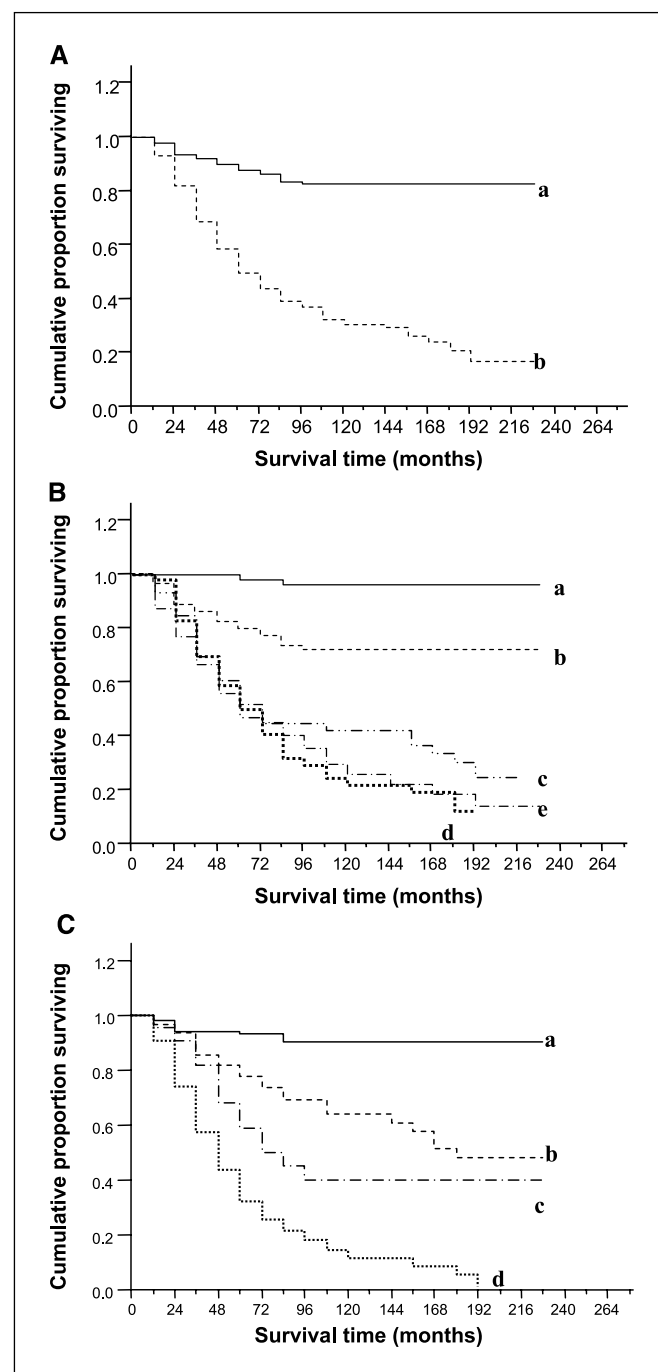 A
Cumulative proportion surviving
1.2
1.0
0.8
0.6
0.4
0.2
0.0
a
b
0 24 48 72 96 120 144 168 192 216 240 264
Survival time (months)
B
Cumulative proportion surviving
1.2
1.0
0.8
0.6
0.4
0.2
0.0
a
b
c
e
d
0 24 48 72 96 120 144 168 192 216 240 264
Survival time (months)
C
Cumulative proportion surviving
1.2
1.0
0.8
0.6
0.4
0.2
0.0
a
b
c
d
0 24 48 72 96 120 144 168 192 216 240 264
Survival time (months)